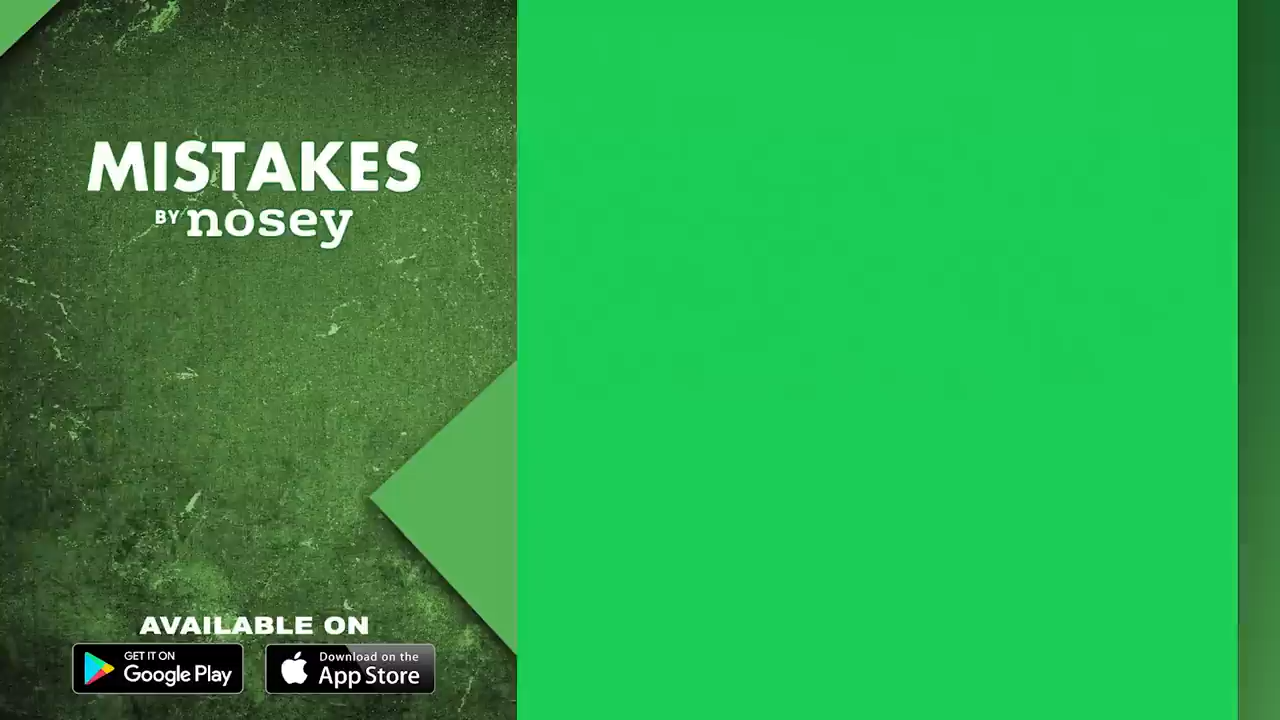 MISTAKES
BY nosey
AVAILABLE ON
GET IT ON
Google Play
Download on the
App Store